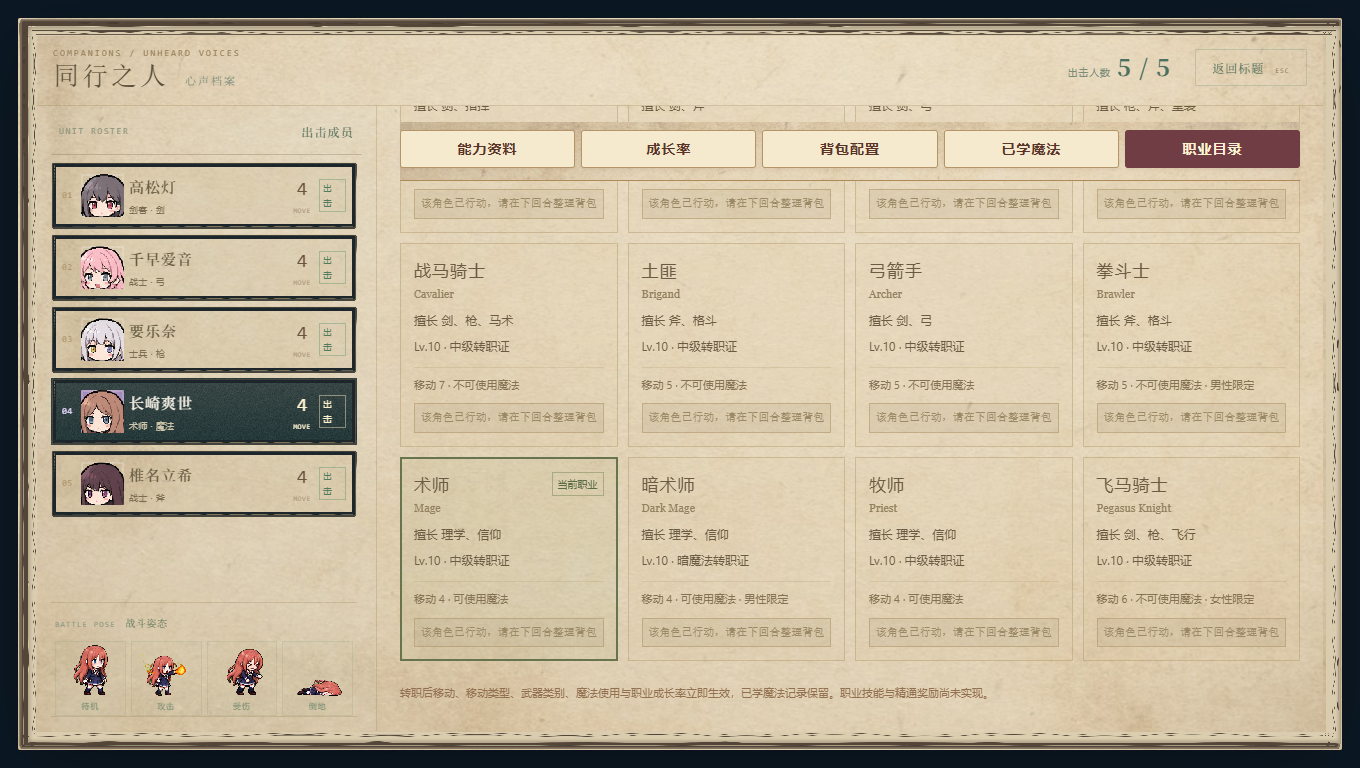 COMPANIONS / UNHEARD VOICES
同行之人 心声档案
出击人数 5 / 5
返回标题 ESC
UNIT ROSTER 出击成员
01 高松灯 剑客 · 剑 4 MOVE 出击
02 千早爱音 战士 · 弓 4 MOVE 出击
03 要乐奈 士兵 · 枪 4 MOVE 出击
04 长崎爽世 术师 · 魔法 4 MOVE 出击
05 椎名立希 战士 · 斧 4 MOVE 出击
BATTLE POSE 战斗姿态
待机 攻击 受伤 倒地
擅长 剑、指挥 擅长 剑、斧 擅长 剑、弓 擅长 枪、斧、重装
能力资料 成长率 背包配置 已学魔法 职业目录
该角色已行动，请在下回合整理背包 该角色已行动，请在下回合整理背包 该角色已行动，请在下回合整理背包 该角色已行动，请在下回合整理背包
战马骑士 土匪 弓箭手 拳斗士
Cavalier Brigand Archer Brawler
擅长 剑、枪、马术 擅长 斧、格斗 擅长 剑、弓 擅长 斧、格斗
Lv.10 · 中级转职证 Lv.10 · 中级转职证 Lv.10 · 中级转职证 Lv.10 · 中级转职证
移动 7 · 不可使用魔法 移动 5 · 不可使用魔法 移动 5 · 不可使用魔法 移动 5 · 不可使用魔法 · 男性限定
该角色已行动，请在下回合整理背包 该角色已行动，请在下回合整理背包 该角色已行动，请在下回合整理背包 该角色已行动，请在下回合整理背包
术师 当前职业 暗术师 牧师 飞马骑士
Mage Dark Mage Priest Pegasus Knight
擅长 理学、信仰 擅长 理学、信仰 擅长 理学、信仰 擅长 剑、枪、飞行
Lv.10 · 中级转职证 Lv.10 · 暗魔法转职证 Lv.10 · 中级转职证 Lv.10 · 中级转职证
移动 4 · 可使用魔法 移动 4 · 可使用魔法 · 男性限定 移动 4 · 可使用魔法 移动 6 · 不可使用魔法 · 女性限定
该角色已行动，请在下回合整理背包 该角色已行动，请在下回合整理背包 该角色已行动，请在下回合整理背包 该角色已行动，请在下回合整理背包
转职后移动、移动类型、武器类别、魔法使用与职业成长率立即生效，已学魔法记录保留。职业技能与精通奖励尚未实现。